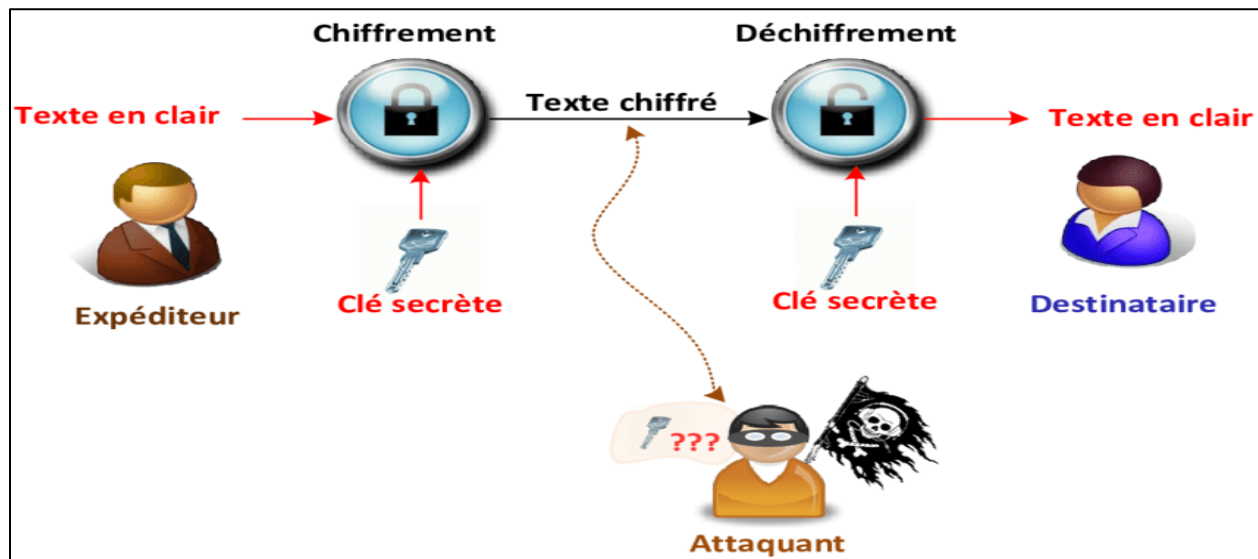 Chiffrement
Déchiffrement
Texte en clair
Texte chiffré
Texte en clair
Clé secrète
Clé secrète
Expéditeur
Destinataire
???
Attaquant